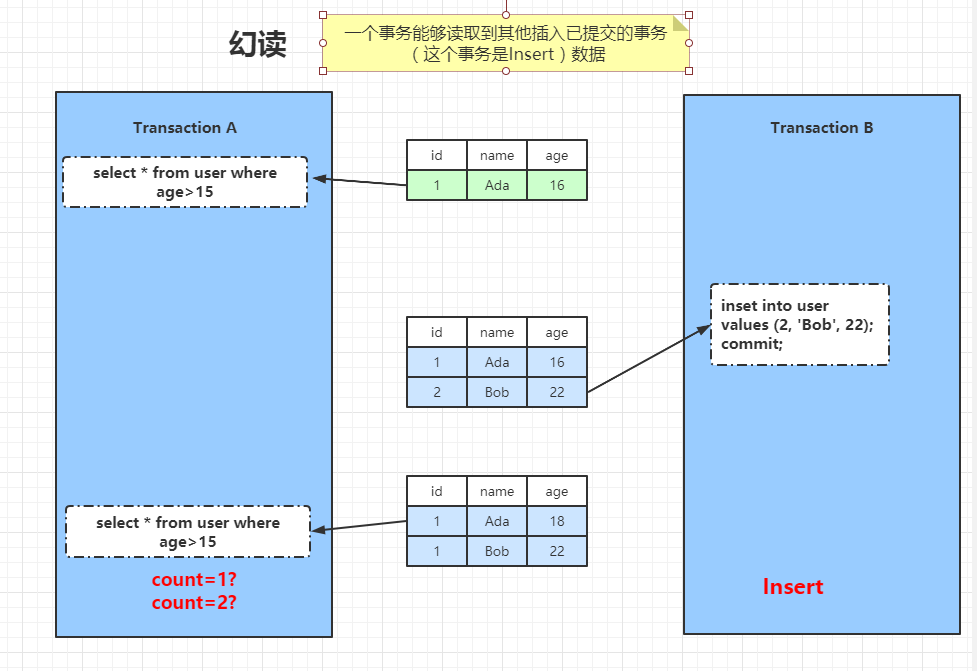 幻读
一个事务能够读取到其他插入已提交的事务
（这个事务是Insert）数据
Transaction A
Transaction B
select * from user where
age>15
id name age
1 Ada 16
inset into user
values (2, 'Bob', 22);
commit;
id name age
1 Ada 16
2 Bob 22
id name age
1 Ada 18
1 Bob 22
select * from user where
age>15
count=1?
count=2?
Insert